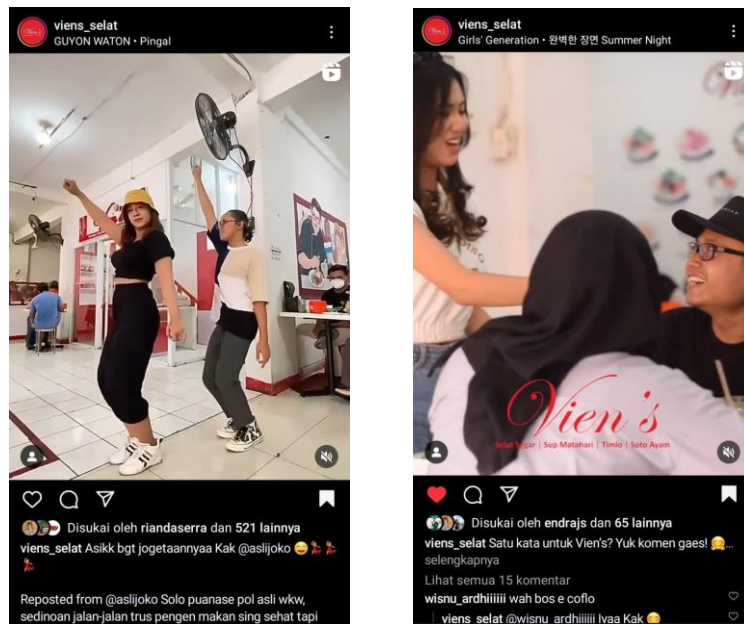 viens_selat
GUYON WATON • Pingal
Disukai oleh riandaserra dan 521 lainnya
viens_selat Asikk bgt jogetaannyaa Kak @aslijoko 😄💃💃
💃
Reposted from @aslijoko Solo puanase pol asli wkw,
sedinoan jalan-jalan trus pengen makan sing sehat tapi
viens_selat
Girls' Generation • 완벽한 장면 Summer Night
Vien's
Selat Segar | Sup Matahari | Timlo | Soto Ayam
Disukai oleh endrajs dan 65 lainnya
viens_selat Satu kata untuk Vien's? Yuk komen gaes! 🤗...
selengkapnya
Lihat semua 15 komentar
wisnu_ardhiiiiii wah bos e coflo
viens_selat @wisnu_ardhiiiiii Iyaa Kak 😊